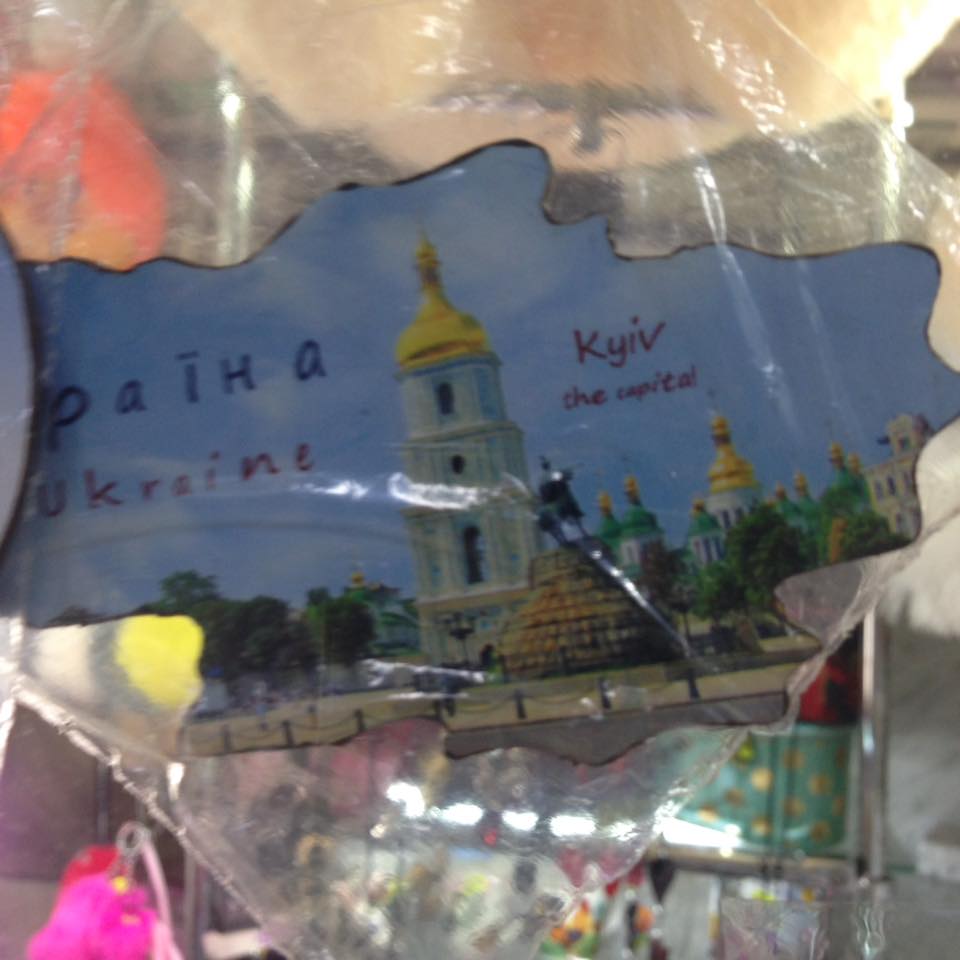 раїна
Ukraine
Kyiv
the capital